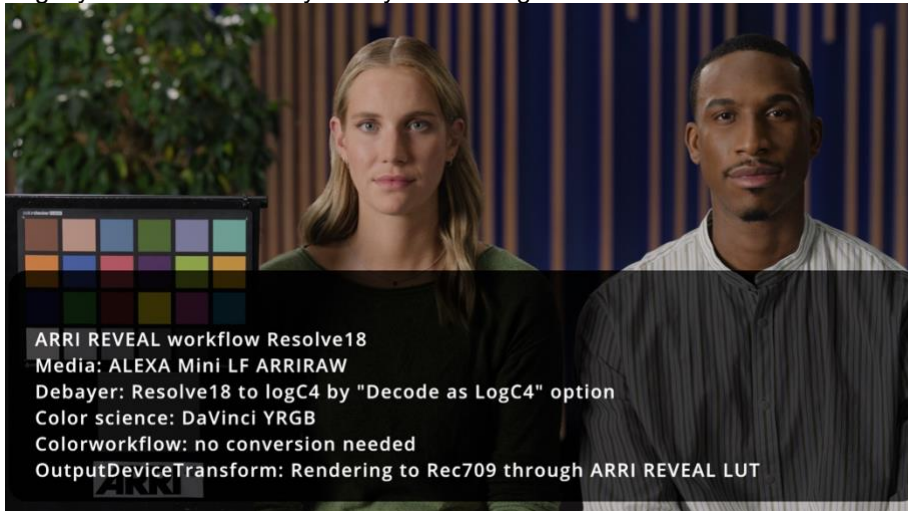 ARRI REVEAL workflow Resolve18
Media: ALEXA Mini LF ARRIRAW
Debayer: Resolve18 to logC4 by "Decode as LogC4" option
Color science: DaVinci YRGB
Colorworkflow: no conversion needed
OutputDeviceTransform: Rendering to Rec709 through ARRI REVEAL LUT
ARRI